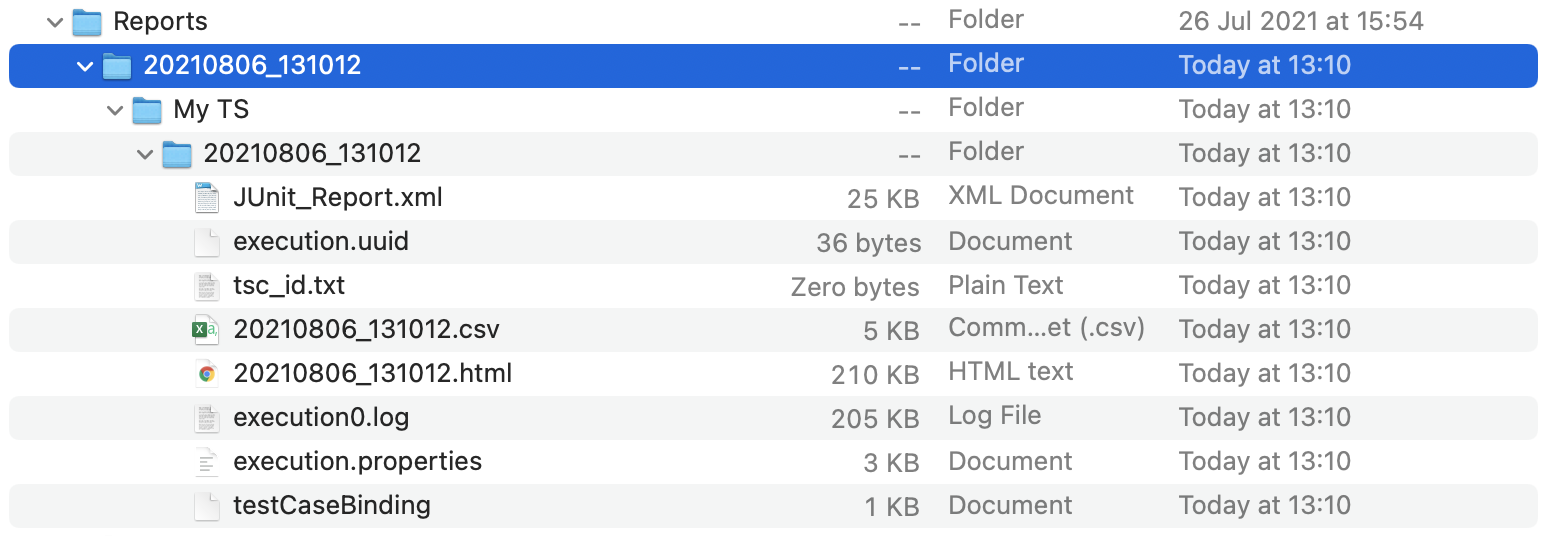 Reports -- Folder 26 Jul 2021 at 15:54
20210806_131012 -- Folder Today at 13:10
My TS -- Folder Today at 13:10
20210806_131012 -- Folder Today at 13:10
JUnit_Report.xml 25 KB XML Document Today at 13:10
execution.uuid 36 bytes Document Today at 13:10
tsc_id.txt Zero bytes Plain Text Today at 13:10
20210806_131012.csv 5 KB Comm...et (.csv) Today at 13:10
20210806_131012.html 210 KB HTML text Today at 13:10
execution0.log 205 KB Log File Today at 13:10
execution.properties 3 KB Document Today at 13:10
testCaseBinding 1 KB Document Today at 13:10